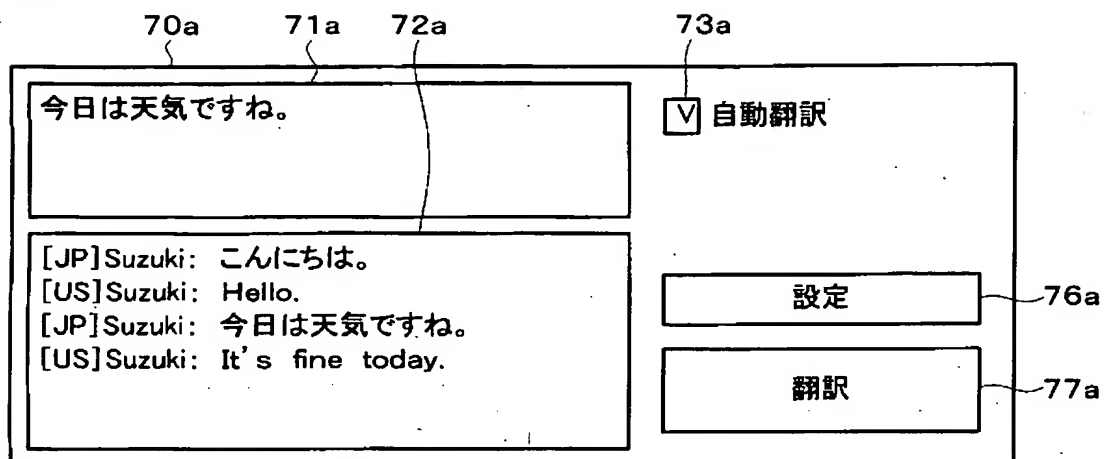 70a 71a 72a 73a
今日は天気ですね。
V 自動翻訳
[JP]Suzuki: こんにちは。
[US]Suzuki: Hello.
[JP]Suzuki: 今日は天気ですね。
[US]Suzuki: It's fine today.
設定 76a
翻訳 77a